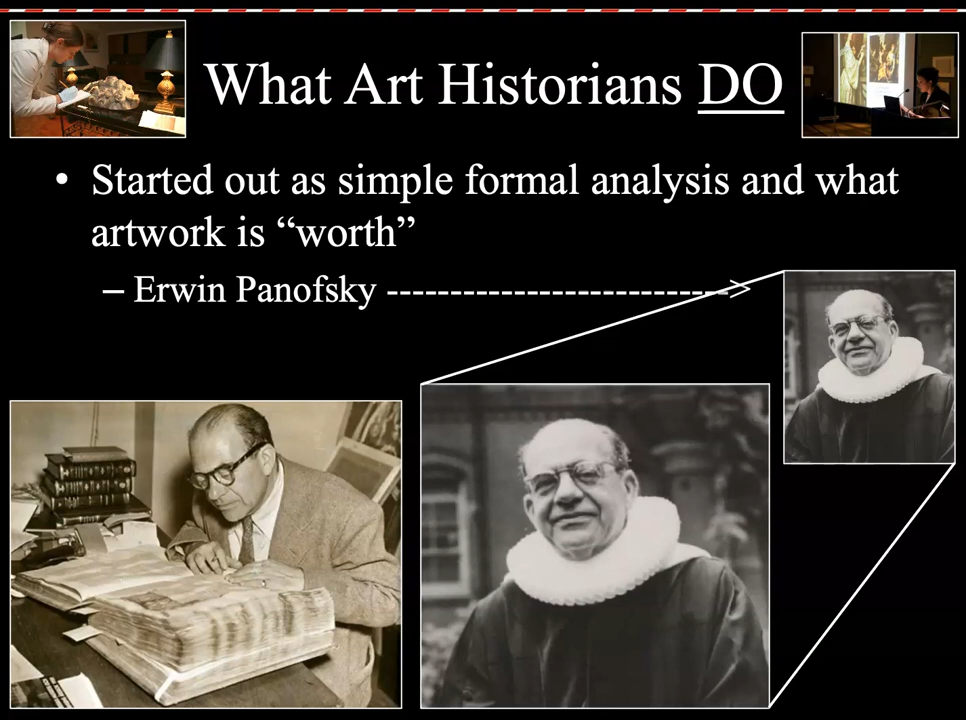 What Art Historians DO
• Started out as simple formal analysis and what
artwork is “worth”
– Erwin Panofsky --------------------------->